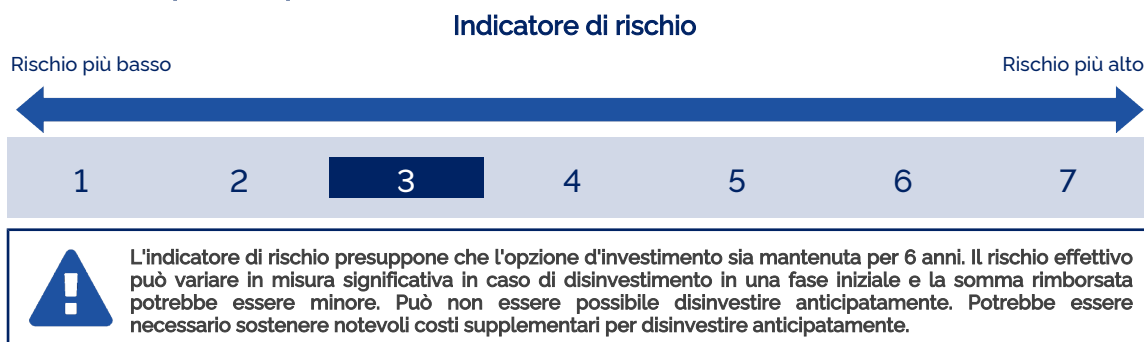 Indicatore di rischio
Rischio più basso
Rischio più alto
1 2 3 4 5 6 7
L'indicatore di rischio presuppone che l'opzione d'investimento sia mantenuta per 6 anni. Il rischio effettivo
può variare in misura significativa in caso di disinvestimento in una fase iniziale e la somma rimborsata
potrebbe essere minore. Può non essere possibile disinvestire anticipatamente. Potrebbe essere
necessario sostenere notevoli costi supplementari per disinvestire anticipatamente.